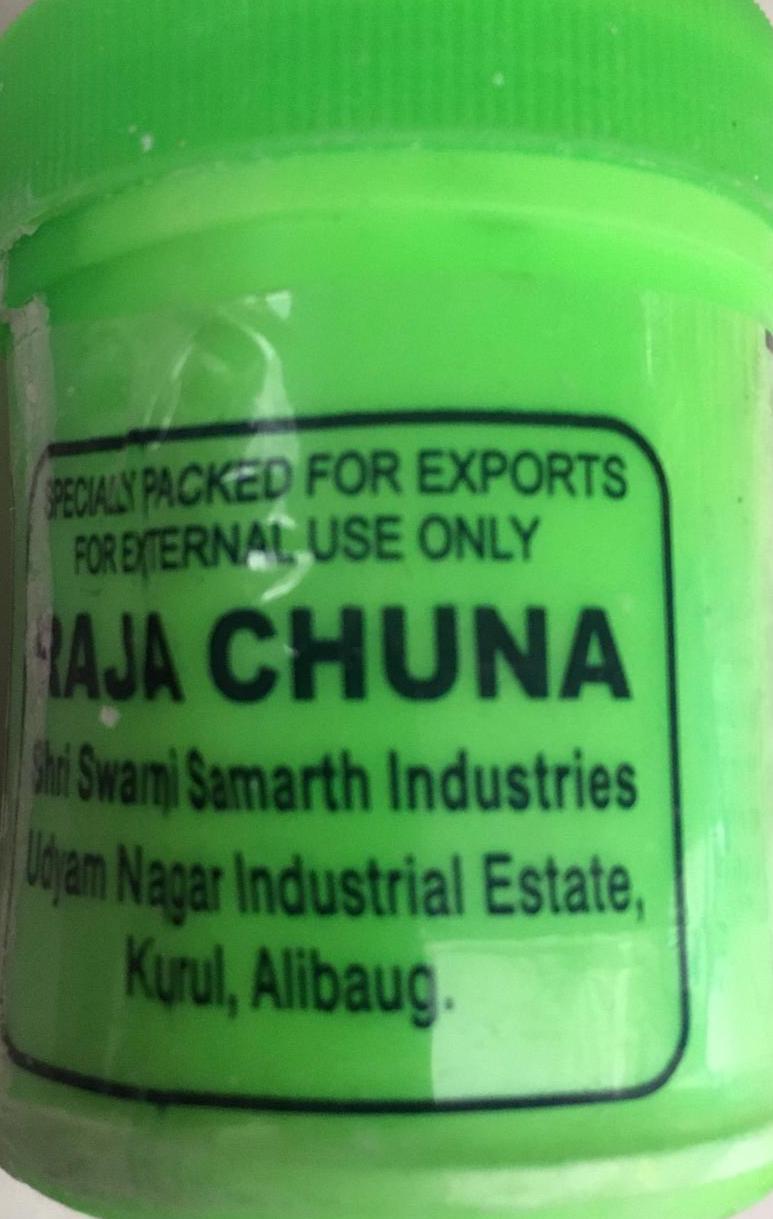 SPECIALLY PACKED FOR EXPORTS
FOR EXTERNAL USE ONLY
RAJA CHUNA
Shri Swami Samarth Industries
Udyam Nagar Industrial Estate,
Kurul, Alibaug.